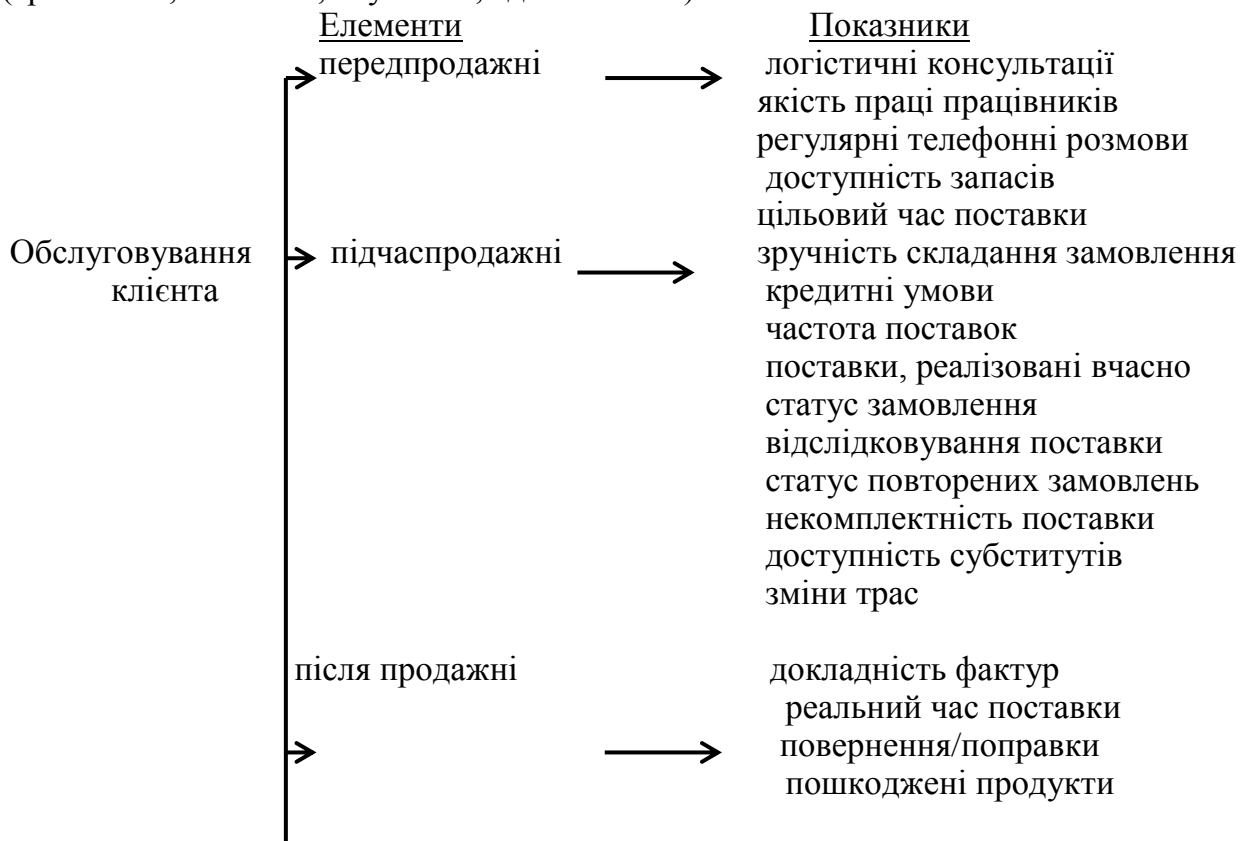 Елементи Показники
передпродажні логістичні консультації
якість праці працівників
регулярні телефонні розмови
доступність запасів
цільовий час поставки
Обслуговування підчаспродажні зручність складання замовлення
клієнта кредитні умови
частота поставок
поставки, реалізовані вчасно
статус замовлення
відслідковування поставки
статус повторених замовлень
некомплектність поставки
доступність субститутів
зміни трас
після продажні докладність фактур
реальний час поставки
повернення/поправки
пошкоджені продукти